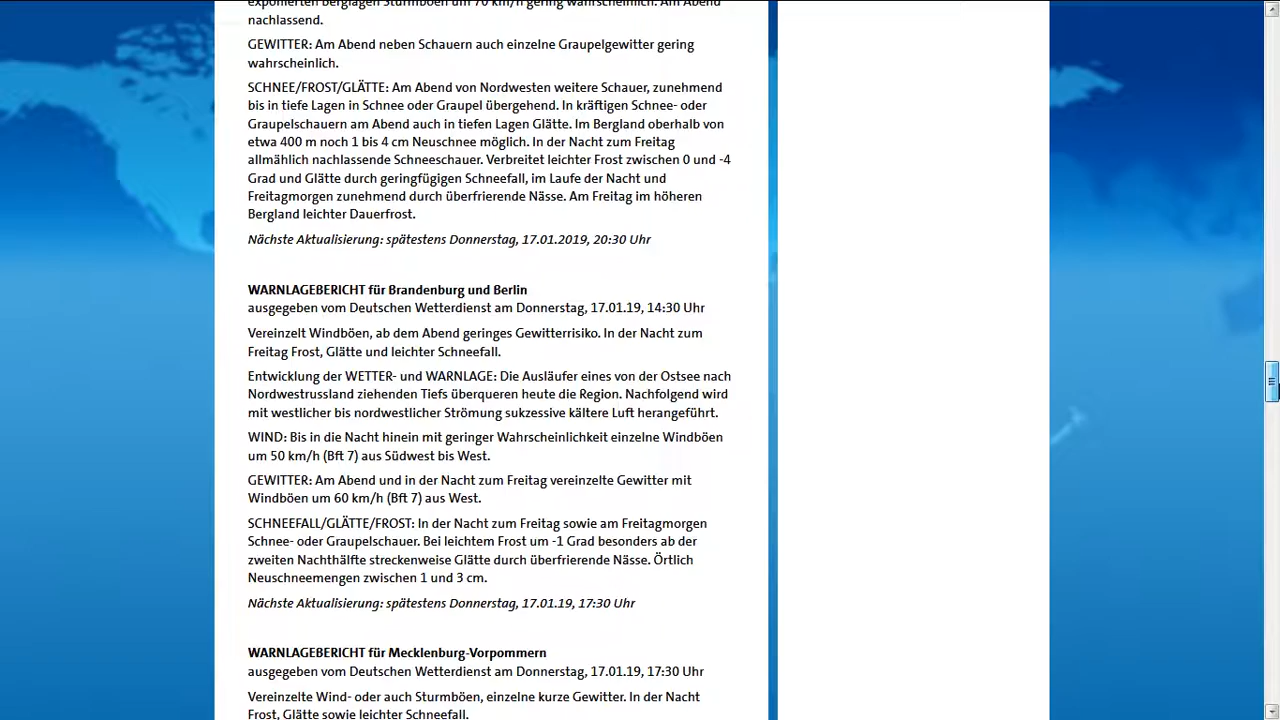 exponierten Berglagen Sturmböen um 70 km/h gering wahrscheinlich. Am Abend
nachlassend.
GEWITTER: Am Abend neben Schauern auch einzelne Graupelgewitter gering
wahrscheinlich.
SCHNEE/FROST/GLÄTTE: Am Abend von Nordwesten weitere Schauer, zunehmend
bis in tiefe Lagen in Schnee oder Graupel übergehend. In kräftigen Schnee- oder
Graupelschauern am Abend auch in tiefen Lagen Glätte. Im Bergland oberhalb von
etwa 400 m noch 1 bis 4 cm Neuschnee möglich. In der Nacht zum Freitag
allmählich nachlassende Schneeschauer. Verbreitet leichter Frost zwischen 0 und -4
Grad und Glätte durch geringfügigen Schneefall, im Laufe der Nacht und
Freitagmorgen zunehmend durch überfrierende Nässe. Am Freitag im höheren
Bergland leichter Dauerfrost.
Nächste Aktualisierung: spätestens Donnerstag, 17.01.2019, 20:30 Uhr
WARNLAGEBERICHT für Brandenburg und Berlin
ausgegeben vom Deutschen Wetterdienst am Donnerstag, 17.01.19, 14:30 Uhr
Vereinzelt Windböen, ab dem Abend geringes Gewitterrisiko. In der Nacht zum
Freitag Frost, Glätte und leichter Schneefall.
Entwicklung der WETTER- und WARNLAGE: Die Ausläufer eines von der Ostsee nach
Nordwestrussland ziehenden Tiefs überqueren heute die Region. Nachfolgend wird
mit westlicher bis nordwestlicher Strömung sukzessive kältere Luft herangeführt.
WIND: Bis in die Nacht hinein mit geringer Wahrscheinlichkeit einzelne Windböen
um 50 km/h (Bft 7) aus Südwest bis West.
GEWITTER: Am Abend und in der Nacht zum Freitag vereinzelte Gewitter mit
Windböen um 60 km/h (Bft 7) aus West.
SCHNEEFALL/GLÄTTE/FROST: In der Nacht zum Freitag sowie am Freitagmorgen
Schnee- oder Graupelschauer. Bei leichtem Frost um -1 Grad besonders ab der
zweiten Nachthälfte streckenweise Glätte durch überfrierende Nässe. Örtlich
Neuschneemengen zwischen 1 und 3 cm.
Nächste Aktualisierung: spätestens Donnerstag, 17.01.19, 17:30 Uhr
WARNLAGEBERICHT für Mecklenburg-Vorpommern
ausgegeben vom Deutschen Wetterdienst am Donnerstag, 17.01.19, 17:30 Uhr
Vereinzelte Wind- oder auch Sturmböen, einzelne kurze Gewitter. In der Nacht
Frost, Glätte sowie leichter Schneefall.